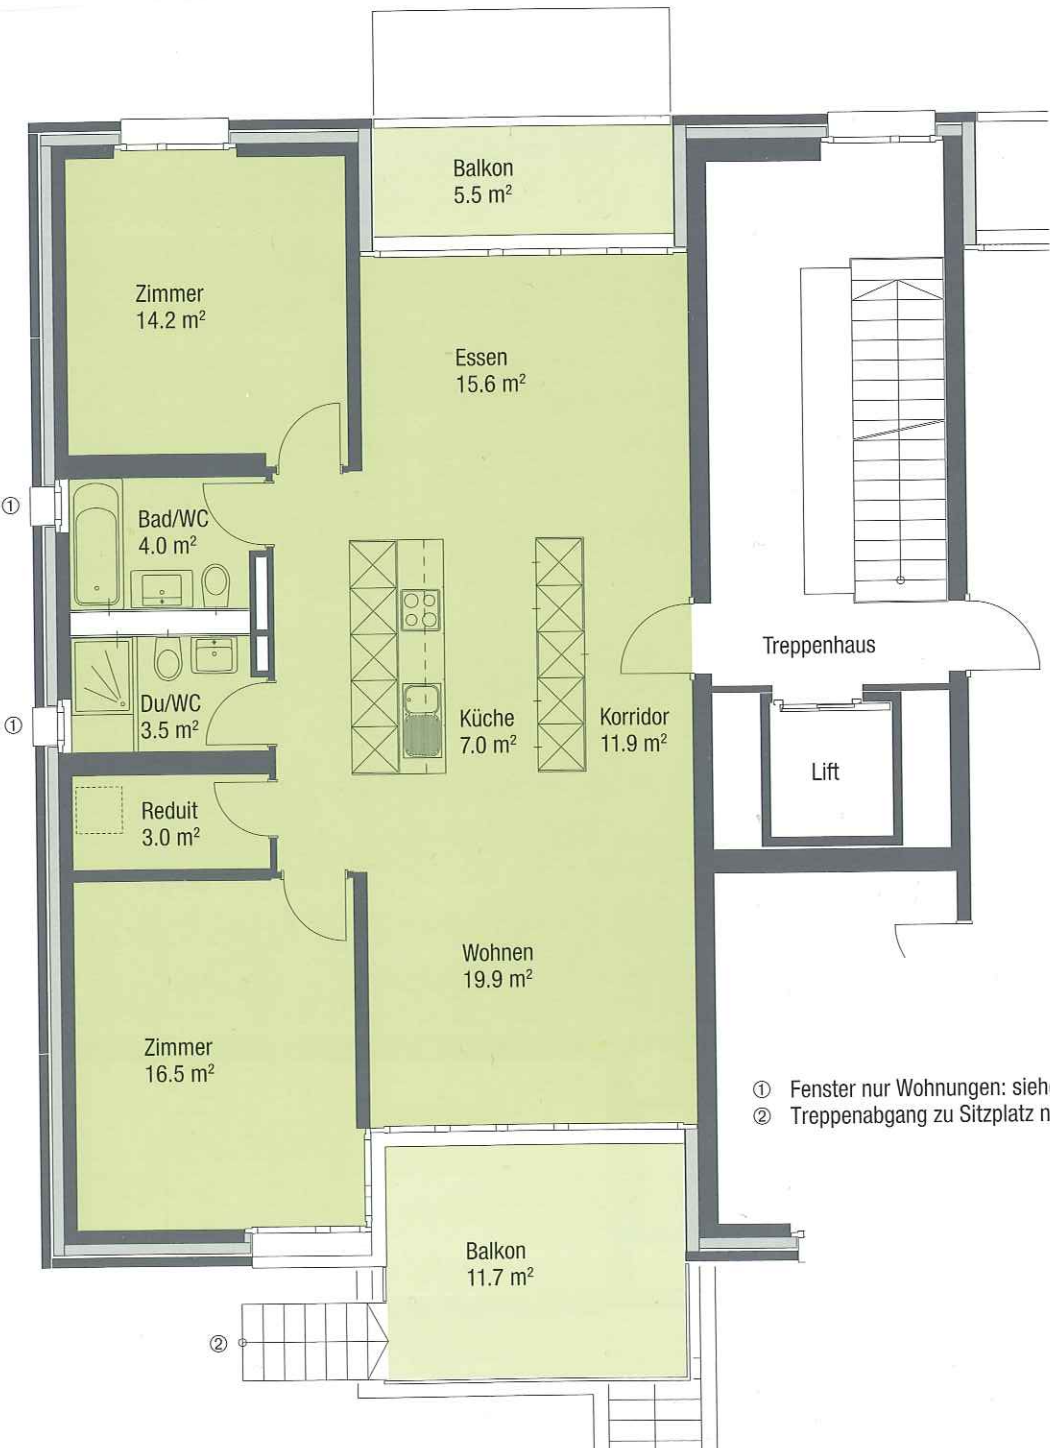 Balkon
5.5 m²
Zimmer
14.2 m²
Essen
15.6 m²
①
Bad/WC
4.0 m²
Treppenhaus
Du/WC
3.5 m²
①
Küche
7.0 m²
Korridor
11.9 m²
Lift
Reduit
3.0 m²
Wohnen
19.9 m²
Zimmer
16.5 m²
① Fenster nur Wohnungen: sieh
② Treppenabgang zu Sitzplatz n
Balkon
11.7 m²
②